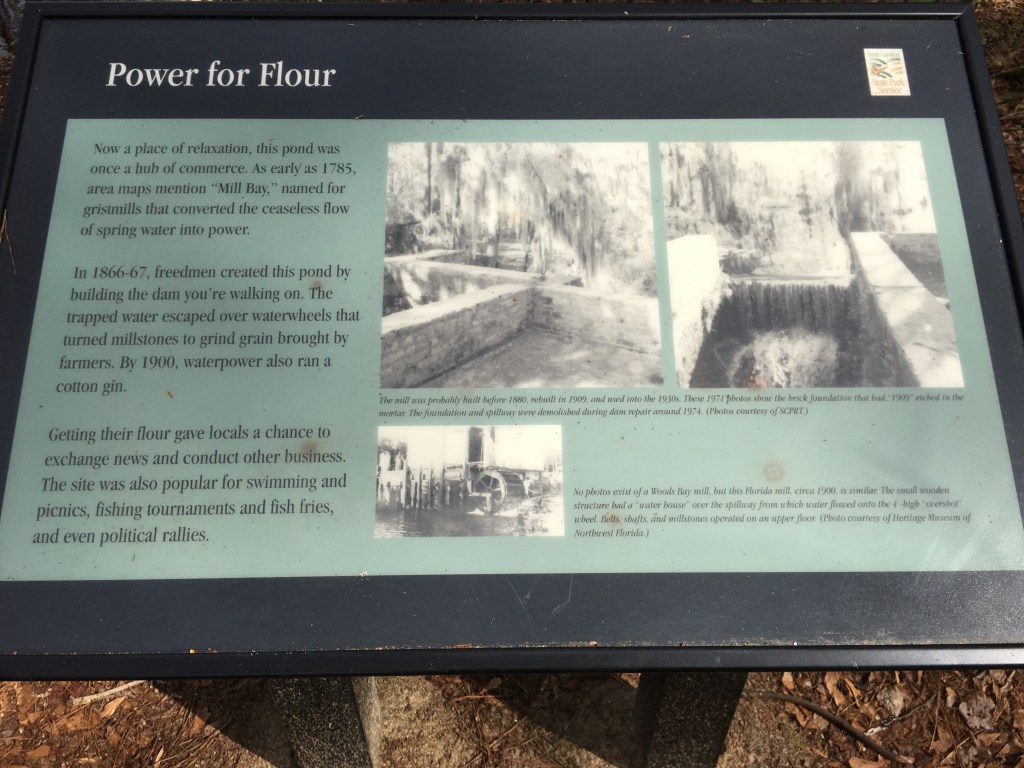 Power for Flour
South Carolina
State Park
Service
Now a place of relaxation, this pond was
once a hub of commerce. As early as 1785,
area maps mention “Mill Bay,” named for
gristmills that converted the ceaseless flow
of spring water into power.
In 1866-67, freedmen created this pond by
building the dam you're walking on. The
trapped water escaped over waterwheels that
turned millstones to grind grain brought by
farmers. By 1900, waterpower also ran a
cotton gin.
Getting their flour gave locals a chance to
exchange news and conduct other business.
The site was also popular for swimming and
picnics, fishing tournaments and fish fries,
and even political rallies.
The mill was probably built before 1880, rebuilt in 1909, and used into the 1930s. These 1971 photos show the brick foundation that had "1909" etched in the
mortar. The foundation and spillway were demolished during dam repair around 1974. (Photos courtesy of SCPRT.)
No photos exist of a Woods Bay mill, but this Florida mill, circa 1900, is similar. The small wooden
structure had a "water house" over the spillway from which water flowed onto the 4'-high "overshot"
wheel. Belts, shafts, and millstones operated on an upper floor. (Photo courtesy of Heritage Museum of
Northwest Florida.)